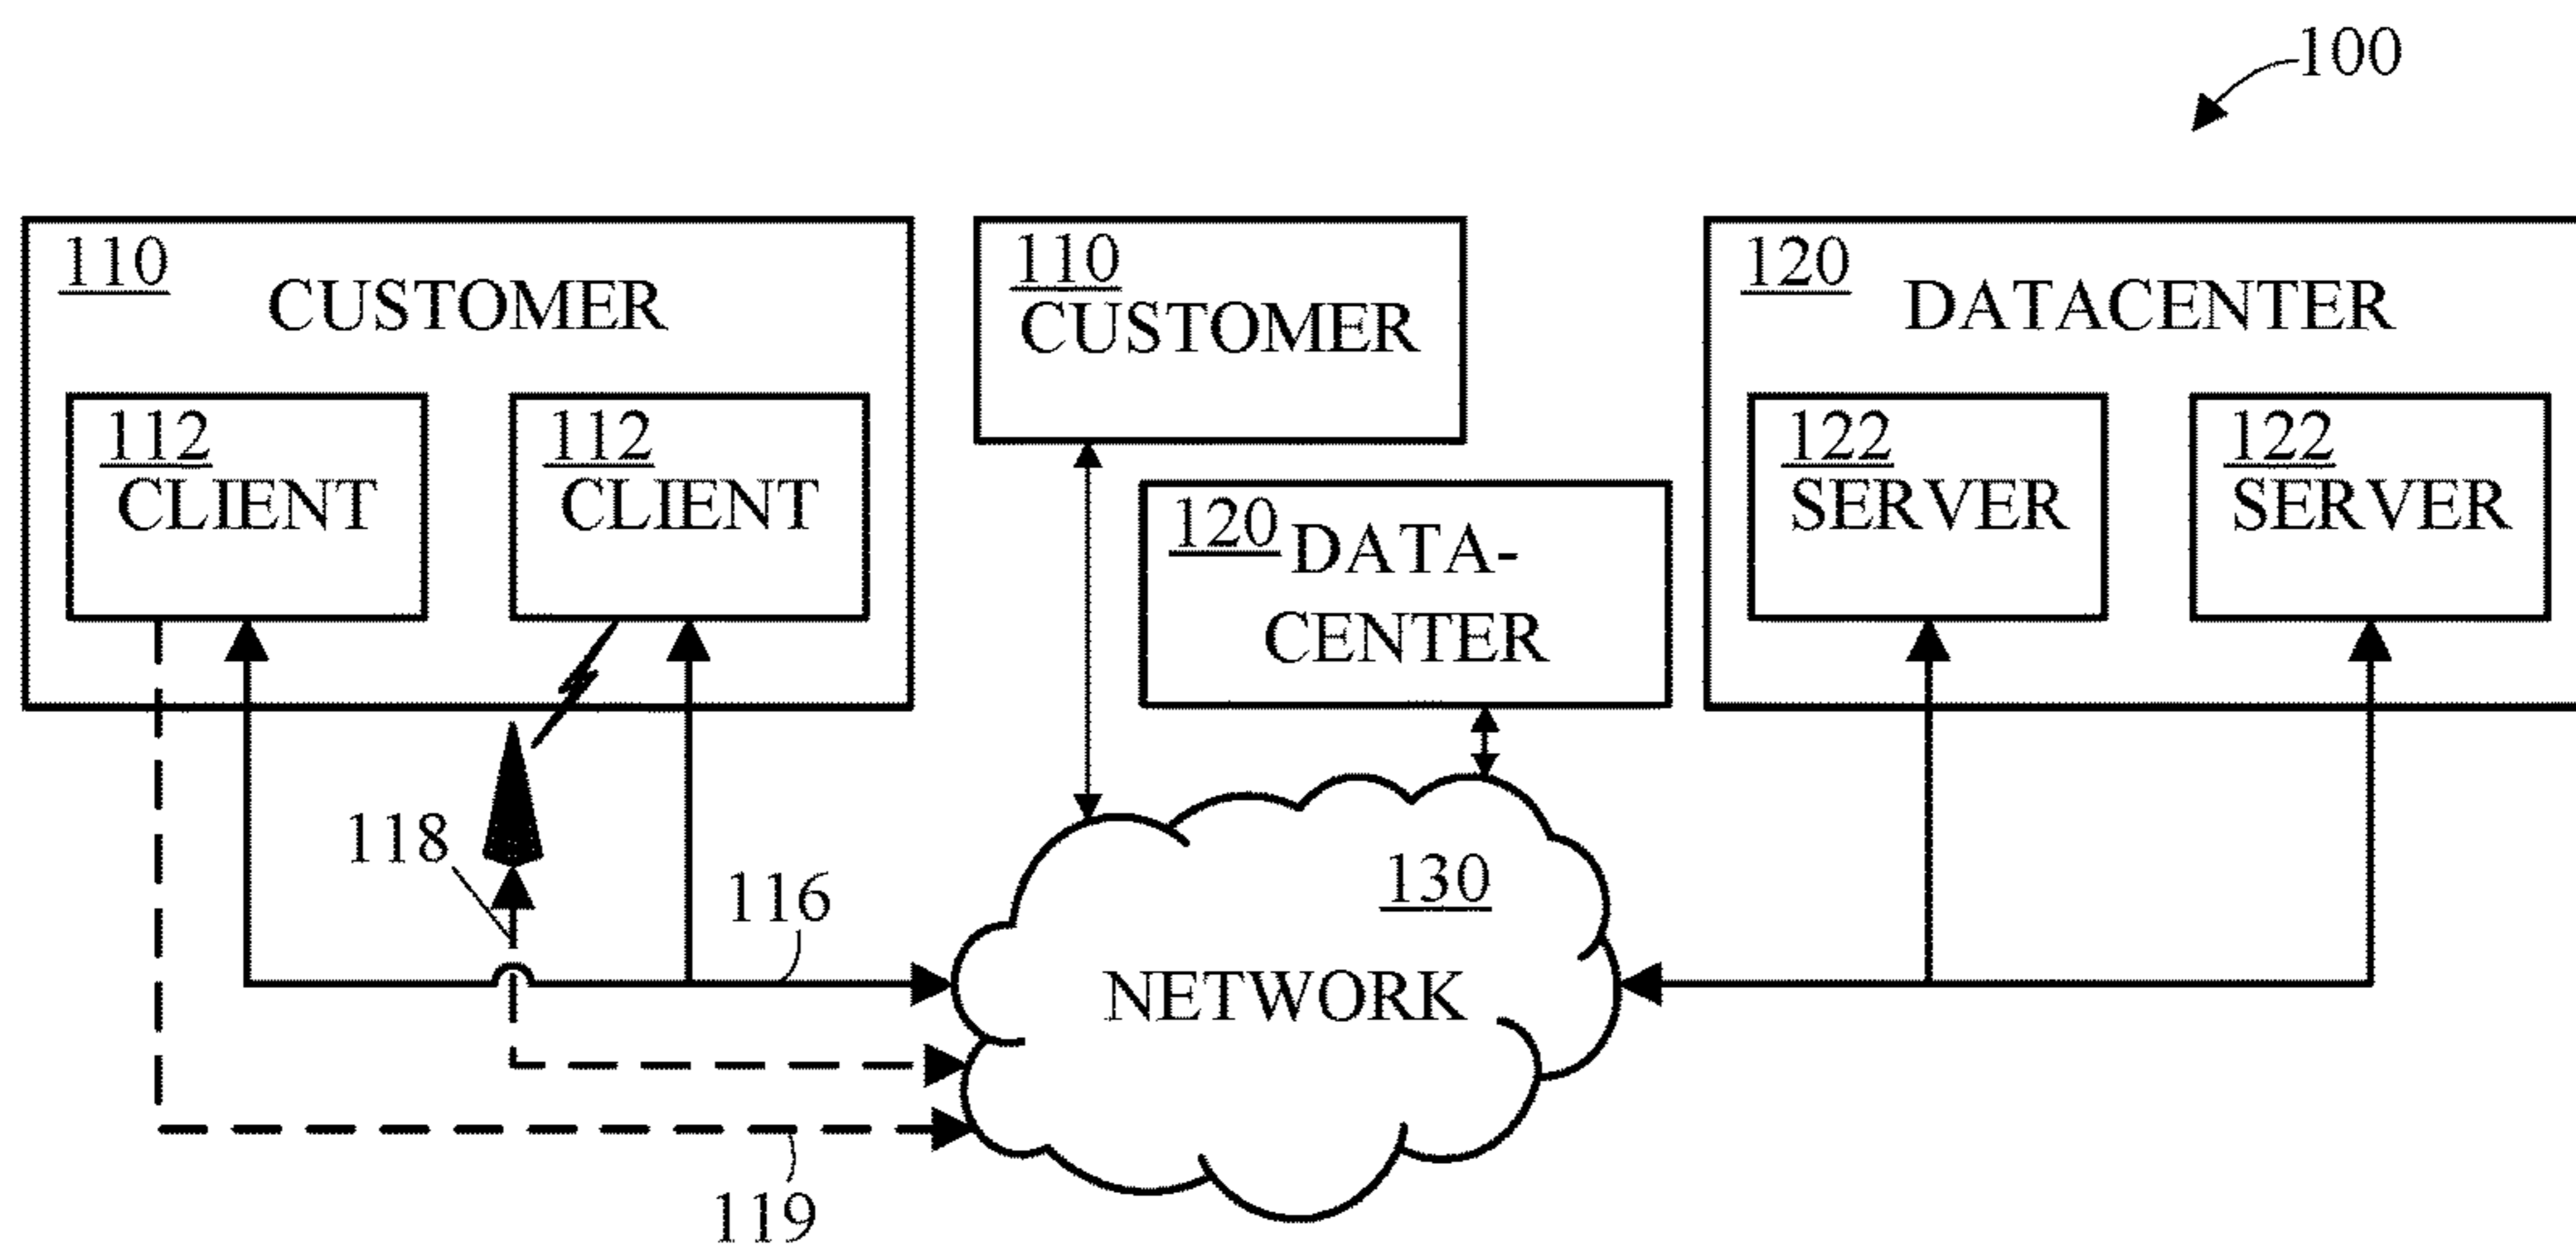 100
110
CUSTOMER
112
CLIENT
112
CLIENT
110
CUSTOMER
120
DATA-
CENTER
120
DATACENTER
122
SERVER
122
SERVER
118
116
119
130
NETWORK